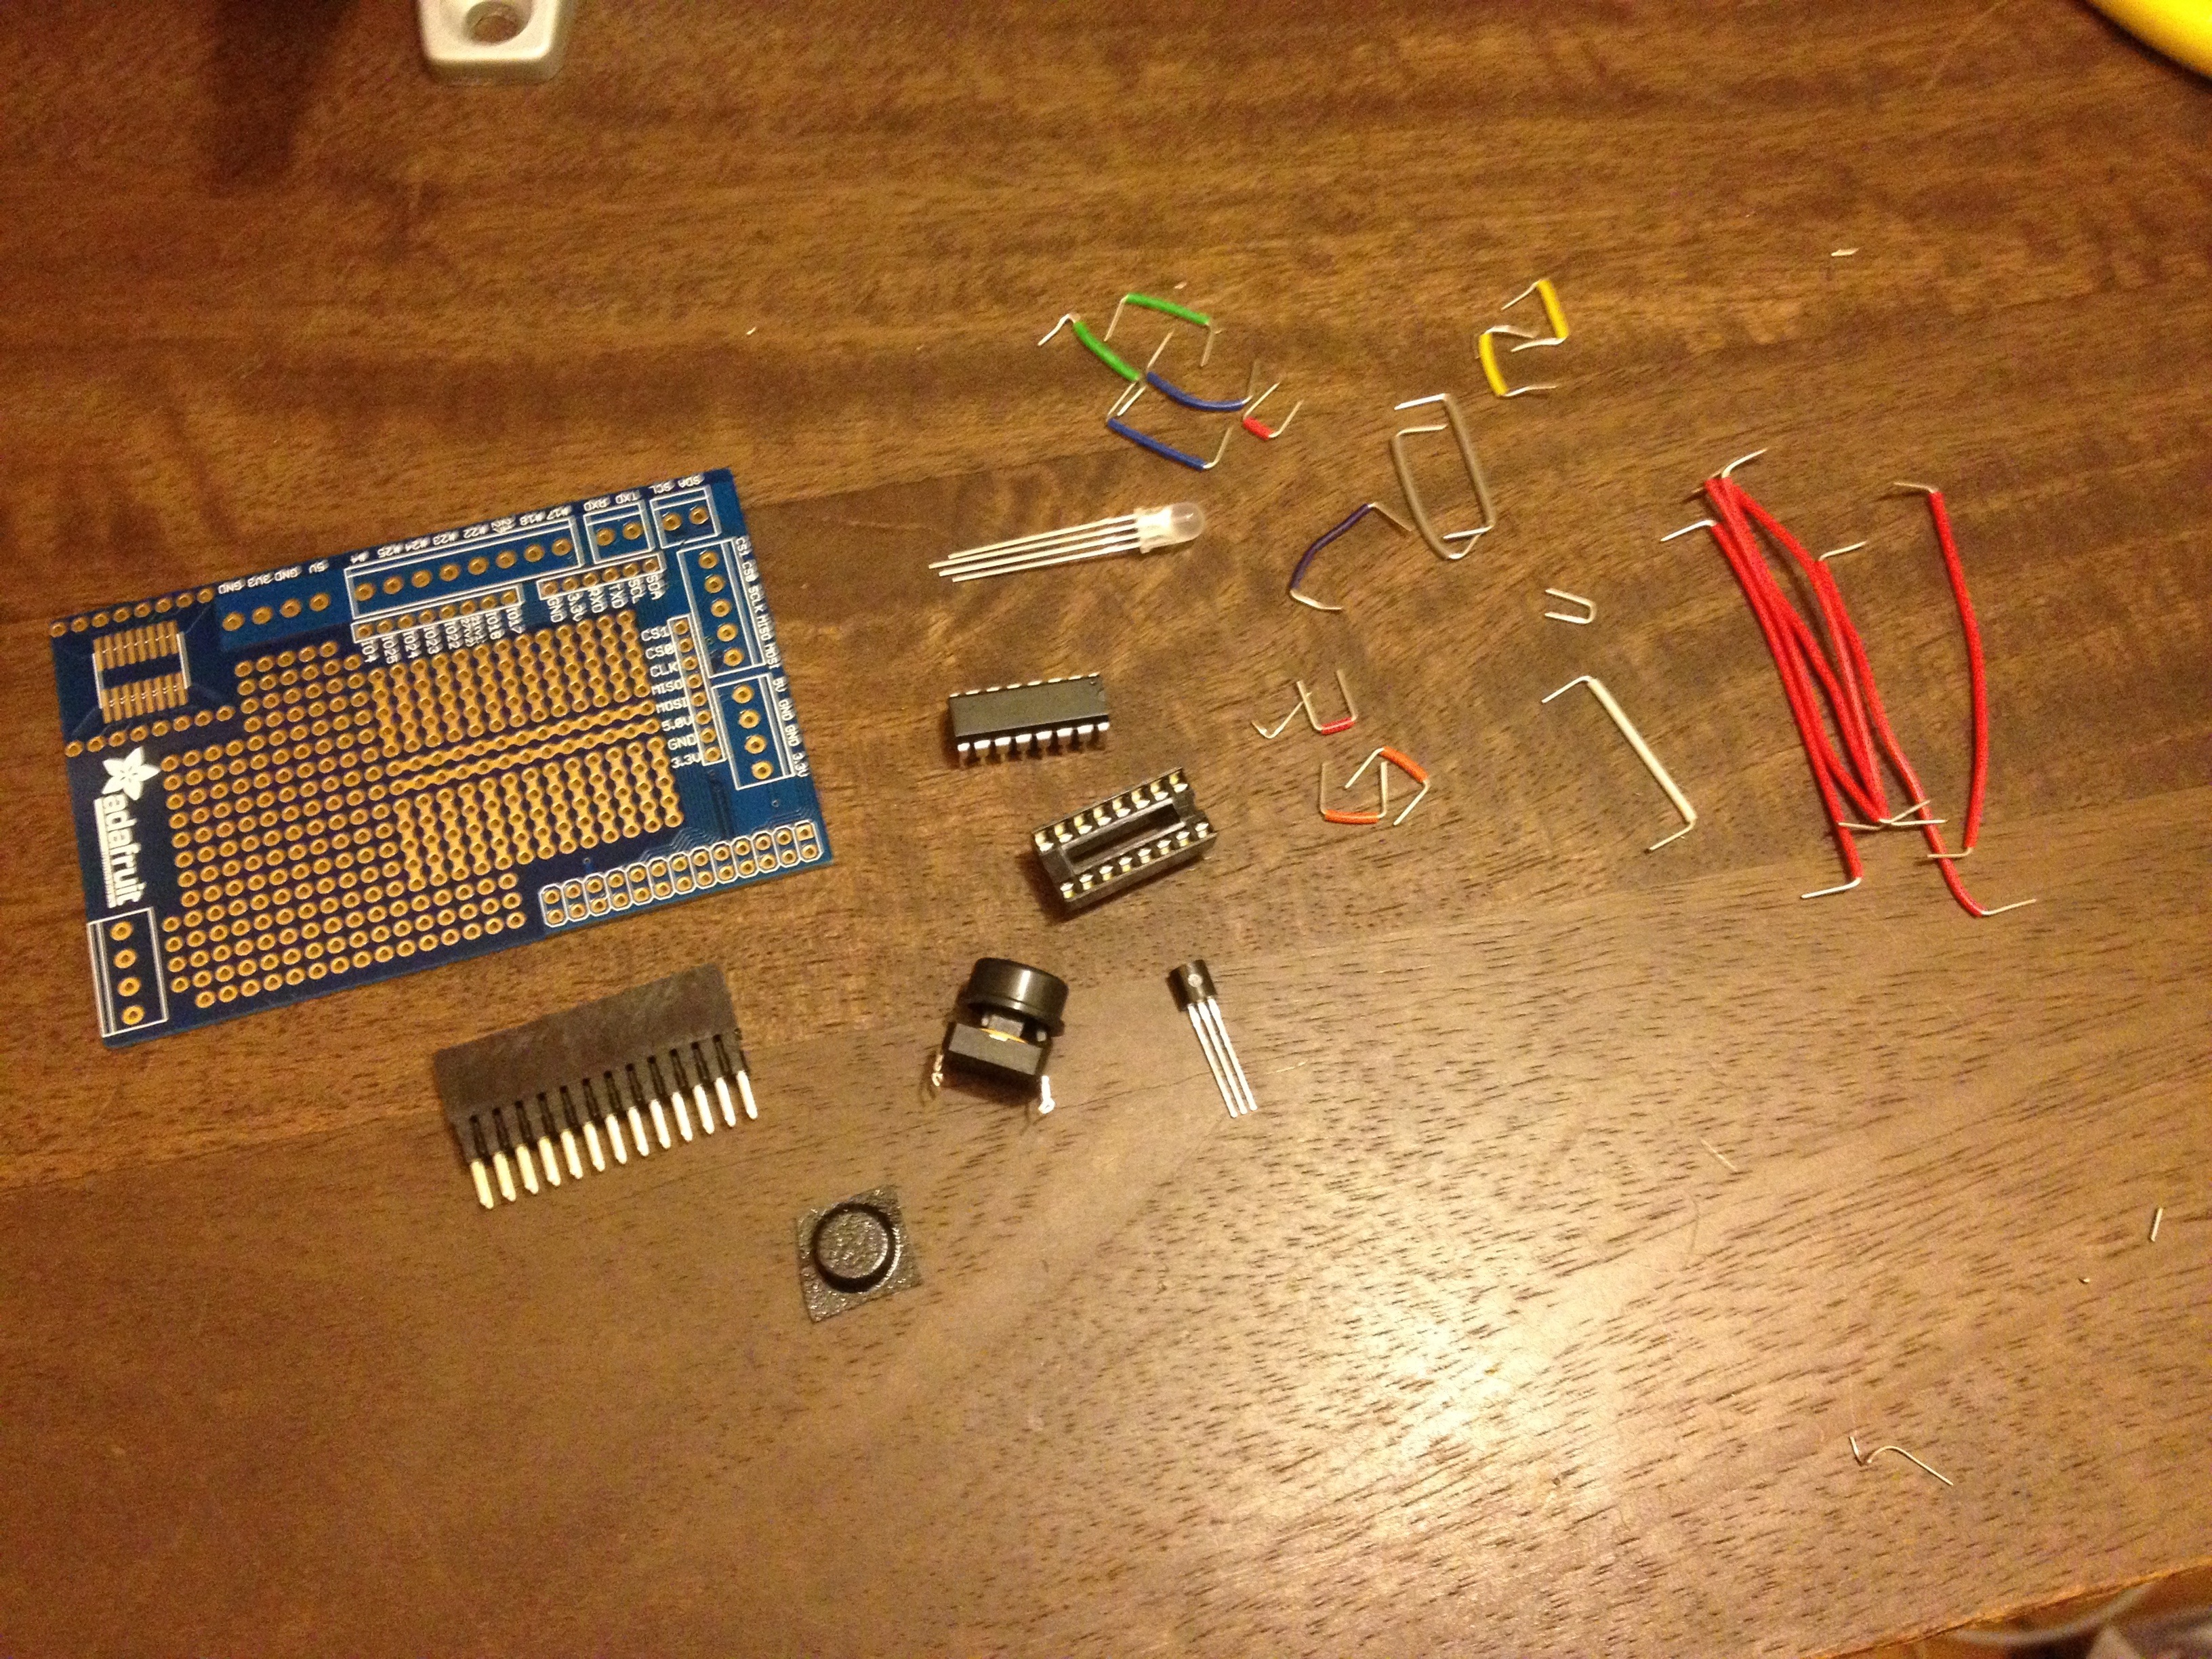 SDA SCL
TXD RXD
#4 #25 #24 #23 #22 #18 #17
5V GND 3V3 GND
SDA
SCL
TXD
RXD
3.3V
GND
IO17
IO18
IO22
IO23
IO24
IO25
IO4
CS1 CS0 SCLK MISO MOSI
CS1
CS0
CLK
MISO
MOSI
5.0V
GND
3.3V
5V GND GND 3.3V
adafruit